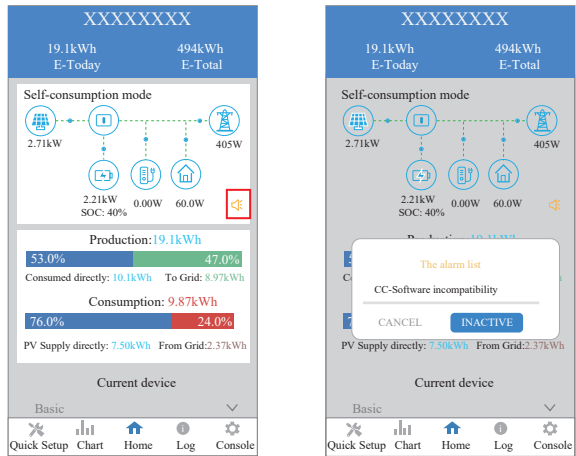 XXXXXXXX
19.1kWh 494kWh
E-Today E-Total
Self-consumption mode
2.71kW 405W
2.21kW 0.00W 60.0W
SOC: 40%
Production:19.1kWh
53.0% 47.0%
Consumed directly: 10.1kWh To Grid: 8.97kWh
Consumption: 9.87kWh
76.0% 24.0%
PV Supply directly: 7.50kWh From Grid:2.37kWh
Current device
Basic
Quick Setup Chart Home Log Console
XXXXXXXX
19.1kWh 494kWh
E-Today E-Total
Self-consumption mode
2.71kW 405W
2.21kW 0.00W 60.0W
SOC: 40%
The alarm list
CC-Software incompatibility
CANCEL INACTIVE
PV Supply directly: 7.50kWh From Grid:2.37kWh
Current device
Basic
Quick Setup Chart Home Log Console